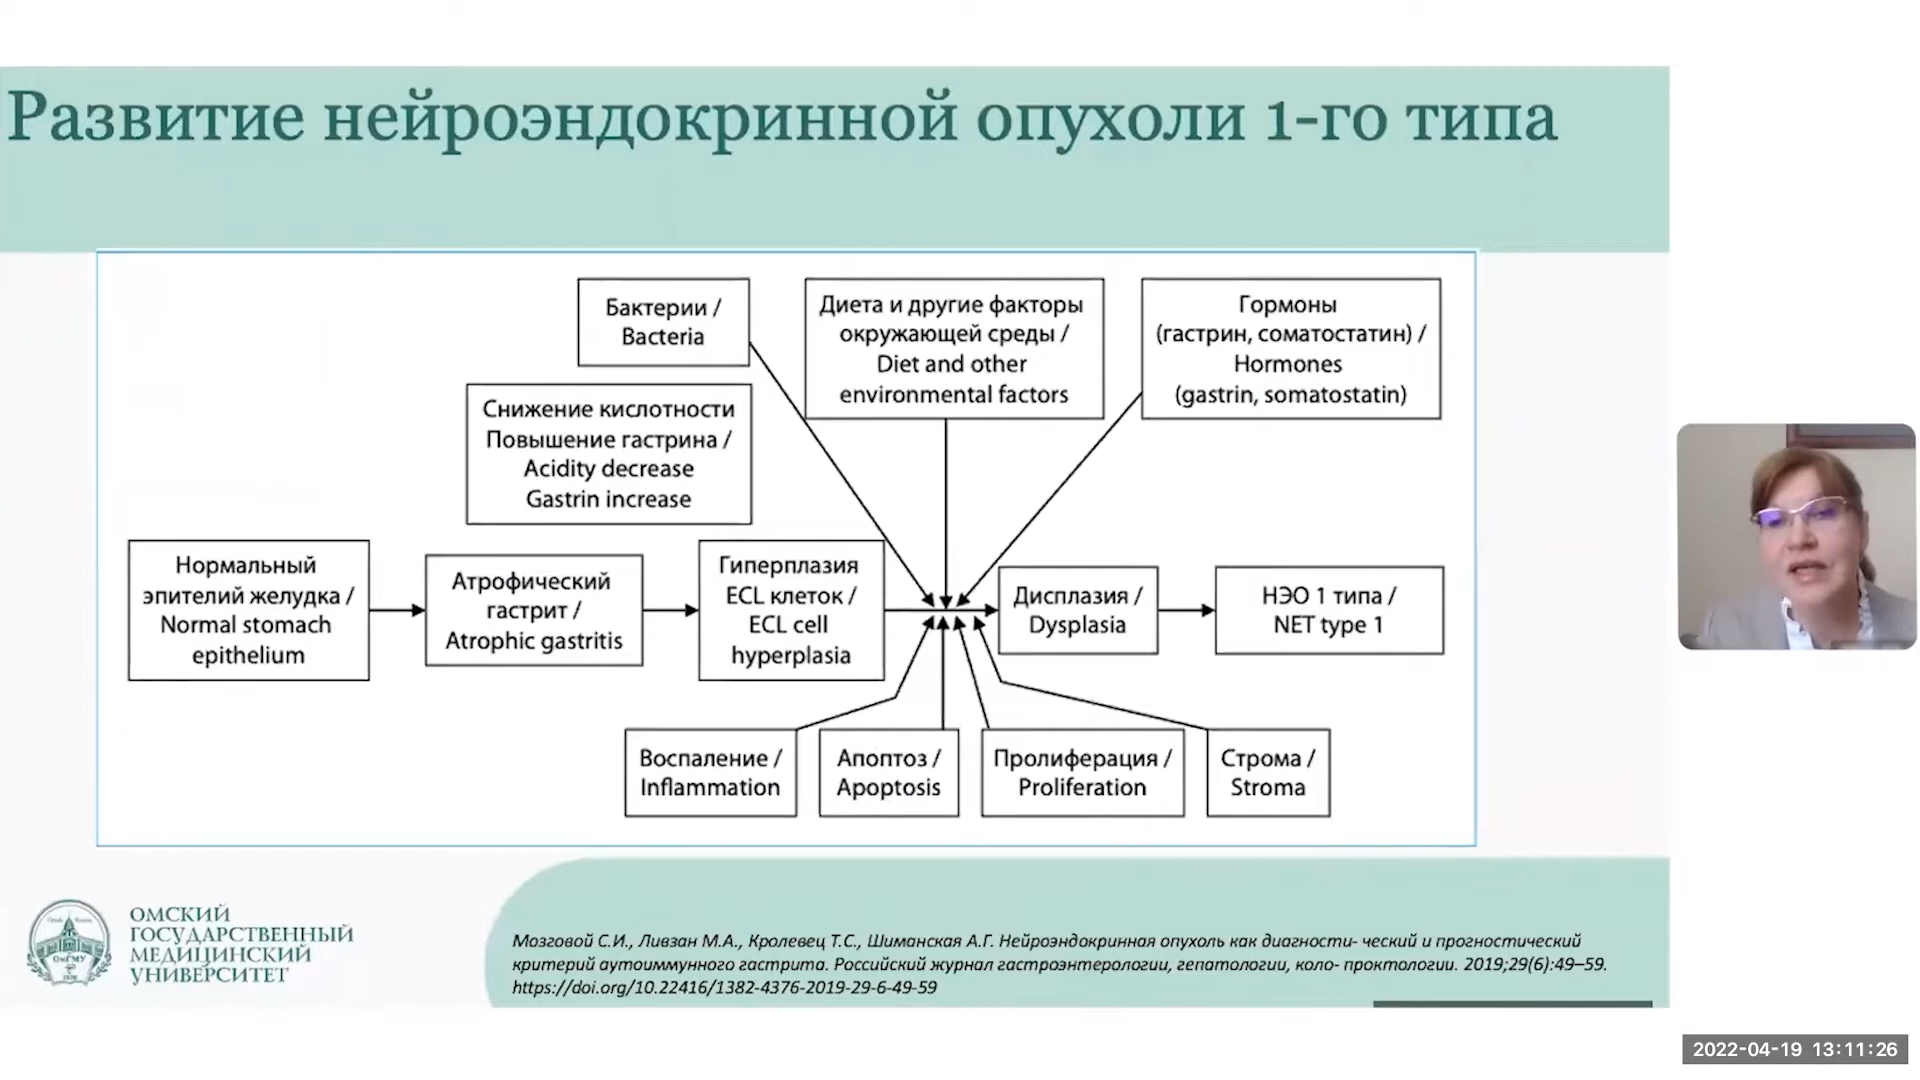 Развитие нейроэндокринной опухоли 1-го типа
Бактерии /
Bacteria
Диета и другие факторы
окружающей среды /
Diet and other
environmental factors
Гормоны
(гастрин, соматостатин) /
Hormones
(gastrin, somatostatin)
Снижение кислотности
Повышение гастрина /
Acidity decrease
Gastrin increase
Нормальный
эпителий желудка /
Normal stomach
epithelium
Атрофический
гастрит /
Atrophic gastritis
Гиперплазия
ECL клеток /
ECL cell
hyperplasia
Дисплазия /
Dysplasia
НЭО 1 типа /
NET type 1
Воспаление /
Inflammation
Апоптоз /
Apoptosis
Пролиферация /
Proliferation
Строма /
Stroma
ОМСКИЙ
ГОСУДАРСТВЕННЫЙ
МЕДИЦИНСКИЙ
УНИВЕРСИТЕТ
Мозговой С.И., Ливзан М.А., Кролевец Т.С., Шиманская А.Г. Нейроэндокринная опухоль как диагности- ческий и прогностический
критерий аутоиммунного гастрита. Российский журнал гастроэнтерологии, гепатологии, коло- проктологии. 2019;29(6):49–59.
https://doi.org/10.22416/1382-4376-2019-29-6-49-59
2022-04-19 13:11:26